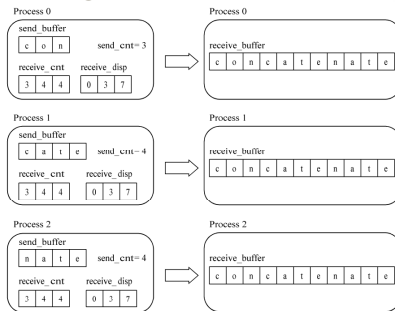 Process 0 Process 0
send_buffer
c o n send_cnt= 3 receive_buffer
c o n c a t e n a t e
receive_cnt receive_disp
3 4 4 0 3 7
Process 1 Process 1
send_buffer
c a t e send_cnt= 4 receive_buffer
c o n c a t e n a t e
receive_cnt receive_disp
3 4 4 0 3 7
Process 2 Process 2
send_buffer
n a t e send_cnt= 4 receive_buffer
c o n c a t e n a t e
receive_cnt receive_disp
3 4 4 0 3 7